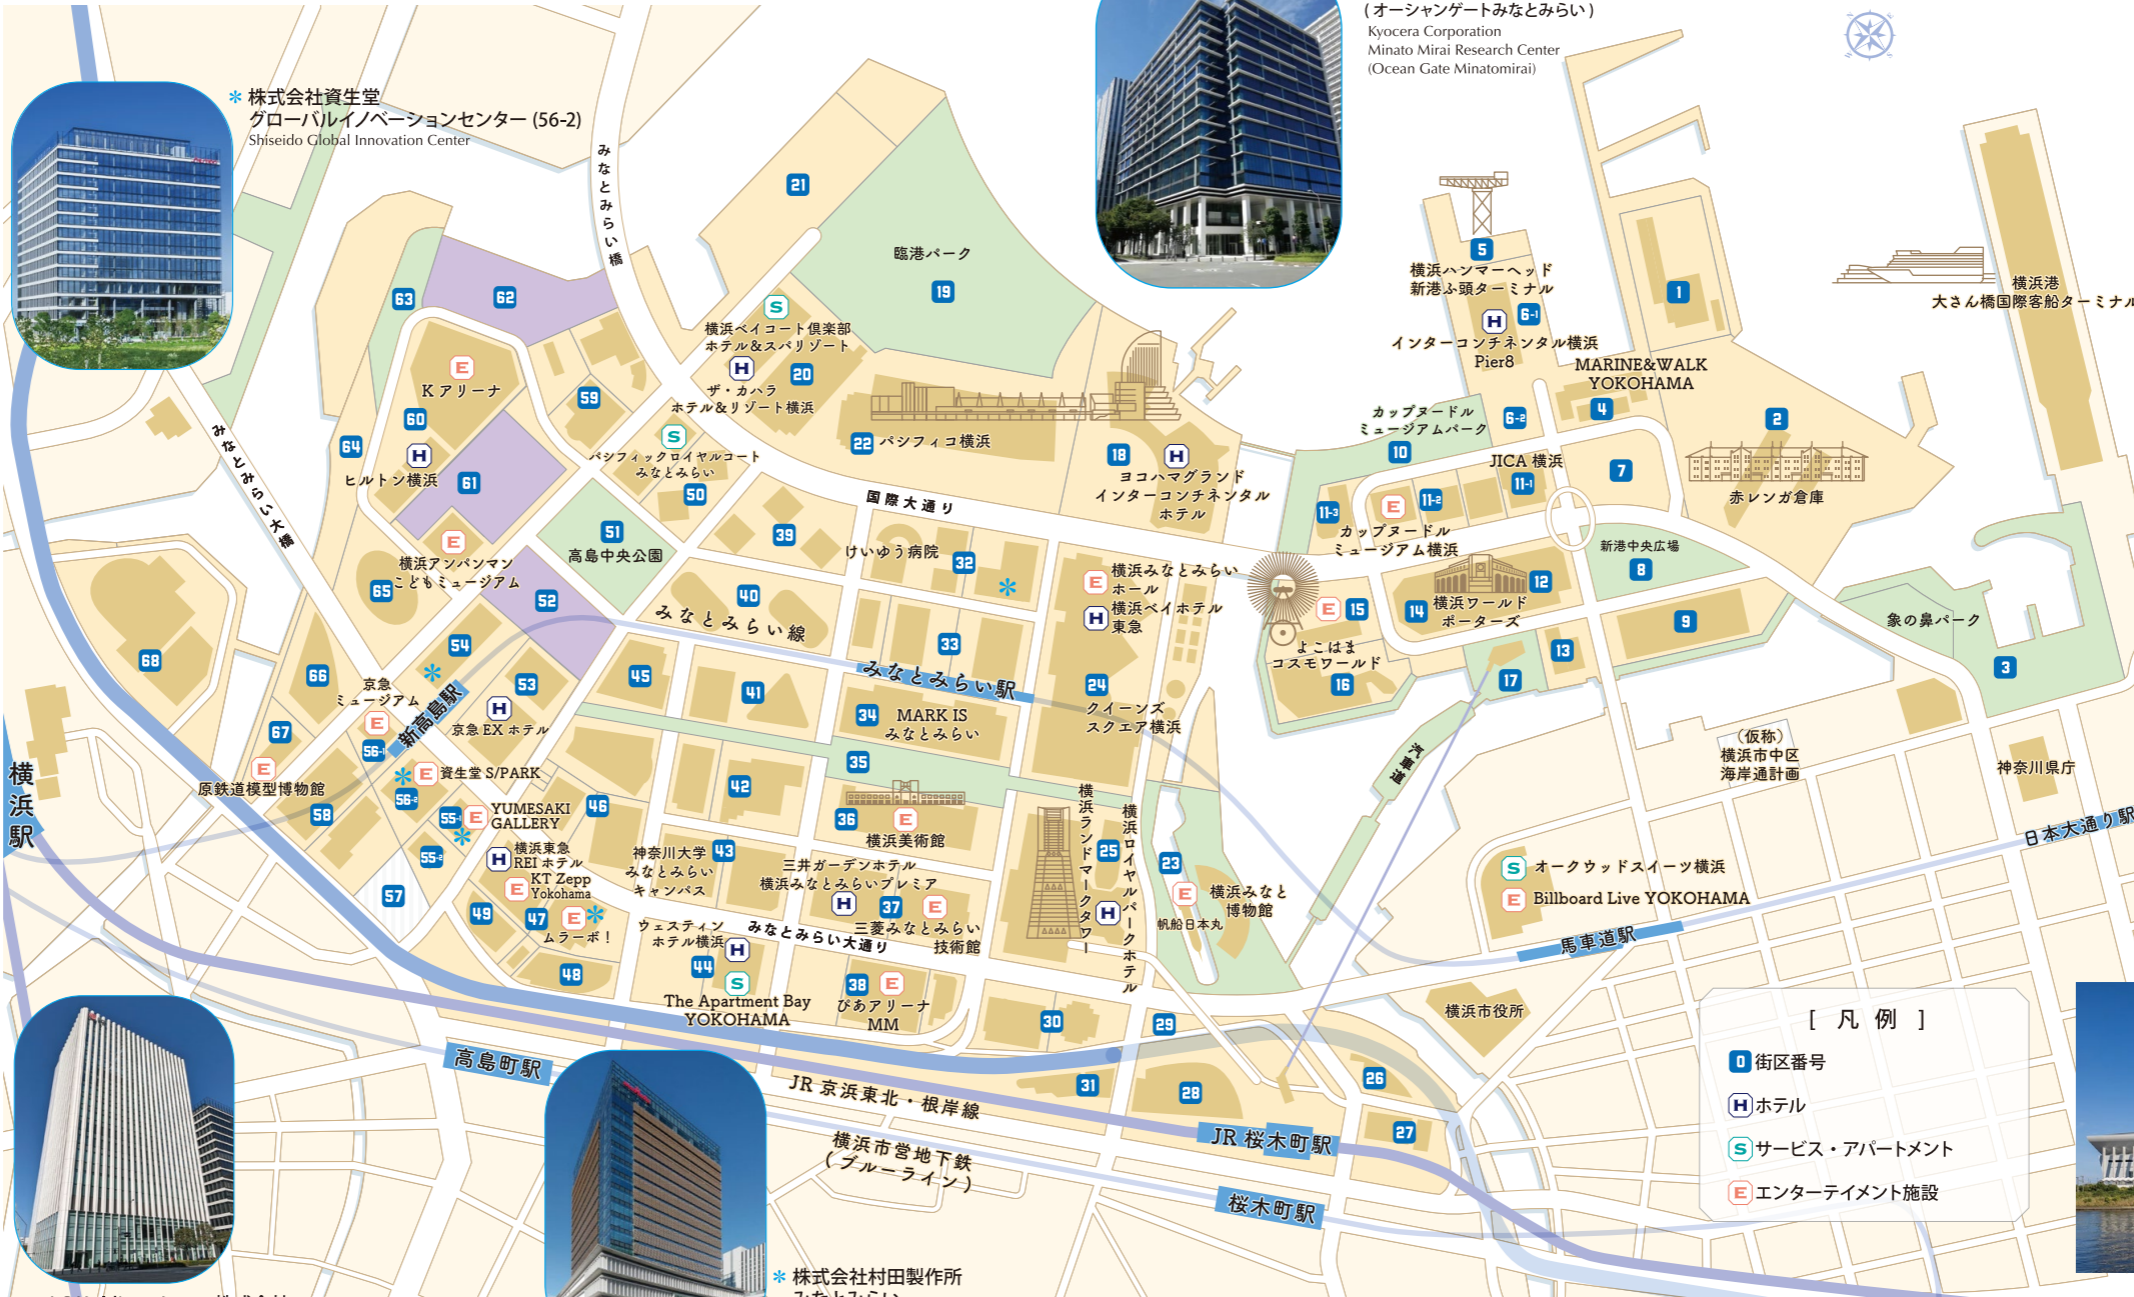 (オーシャンゲートみなとみらい)
Kyocera Corporation
Minato Mirai Research Center
(Ocean Gate Minatomirai)
* 株式会社資生堂
グローバルイノベーションセンター (56-2)
Shiseido Global Innovation Center
みなとみらい橋
21
臨港パーク
19
5
横浜ハンマーヘッド
新港ふ頭ターミナル
H
6-1
インターコンチネンタル横浜
Pier8
1
横浜港
大さん橋国際客船ターミナル
63
62
S
横浜ベイコート倶楽部
ホテル&スパリゾート
H
20
ザ・カハラ
ホテル&リゾート横浜
MARINE&WALK
YOKOHAMA
4
E
Kアリーナ
60
59
カップヌードル
ミュージアムパーク
10
6-2
2
赤レンガ倉庫
64
H
ヒルトン横浜
61
S
パシフィックロイヤルコート
みなとみらい
50
22
パシフィコ横浜
18
H
ヨコハマグランド
インターコンチネンタル
ホテル
JICA 横浜
11-1
7
みなとみらい大橋
国際大通り
11-3
E
11-2
カップヌードル
ミュージアム横浜
51
高島中央公園
39
けいゆう病院
32
*
E
横浜アンパンマン
こどもミュージアム
65
新港中央広場
8
E
横浜みなとみらい
ホール
H
横浜ベイホテル
東急
12
14
横浜ワールド
ポーターズ
E
15
よこはま
コスモワールド
16
52
40
みなとみらい線
33
みなとみらい駅
9
象の鼻パーク
3
13
17
68
66
54
*
京急
ミュージアム
E
56-1
新高島駅
53
H
京急 EX ホテル
45
41
34
MARK IS
みなとみらい
24
クイーンズ
スクエア横浜
67
E
原鉄道模型博物館
58
横浜駅
*
E
資生堂 S/PARK
56-2
55-1
E
YUMESAKI
GALLERY
*
55-2
46
42
35
36
E
横浜美術館
汽車道
(仮称)
横浜市中区
海岸通計画
神奈川県庁
日本大通り駅
57
H
横浜東急
REI ホテル
E
KT Zepp
Yokohama
49
47
E
*
ムラーボ!
48
神奈川大学
みなとみらい
キャンパス
43
三井ガーデンホテル
横浜みなとみらいプレミア
H
37
E
三菱みなとみらい
技術館
横浜ランドマークタワー
25
H
横浜ロイヤルパークホテル
23
E
横浜みなと
博物館
帆船日本丸
S
オークウッドスイーツ横浜
E
Billboard Live YOKOHAMA
馬車道駅
ウェスティン
ホテル横浜
H
みなとみらい大通り
44
S
The Apartment Bay
YOKOHAMA
38
E
ぴあアリーナ
MM
30
29
横浜市役所
高島町駅
JR 京浜東北・根岸線
31
28
26
27
JR 桜木町駅
横浜市営地下鉄
(ブルーライン)
桜木町駅
[ 凡 例 ]
0 街区番号
H ホテル
S サービス・アパートメント
E エンターテイメント施設
* 株式会社村田製作所